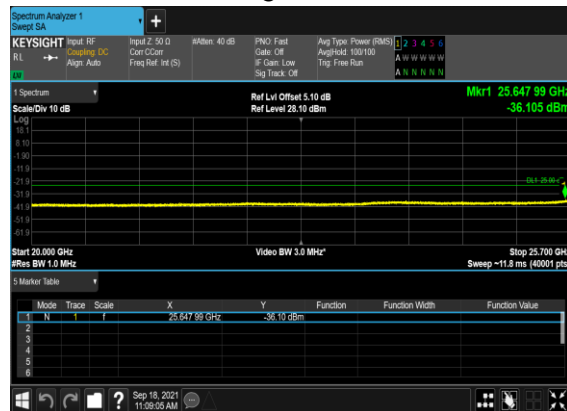 Spectrum Analyzer 1
Swept SA
+
KEYSIGHT Input: RF Input Z: 50 Ω #Atten: 40 dB PNO: Fast Avg Type: Power (RMS) 1 2 3 4 5 6
RL Coupling: DC Corr CCorr Gate: Off Avg|Hold: 100/100 A W W W W W
Align: Auto Freq Ref: Int (S) IF Gain: Low Trig: Free Run
Sig Track: Off A N N N N N
1 Spectrum Ref Lvl Offset 5.10 dB Mkr1 25.647 99 GHz
Scale/Div 10 dB Ref Level 28.10 dBm -36.105 dBm
Log
18.1
8.10
-1.90
-11.9
-21.9 DL1 -25.00
-31.9
-41.9
-51.9
-61.9
Start 20.000 GHz Video BW 3.0 MHz* Stop 25.700 GHz
#Res BW 1.0 MHz Sweep ~11.8 ms (40001 pts)
5 Marker Table
Mode Trace Scale X Y Function Function Width Function Value
1 N 1 f 25.647 99 GHz -36.10 dBm
2
3
4
5
6
? Sep 18, 2021
11:09:05 AM